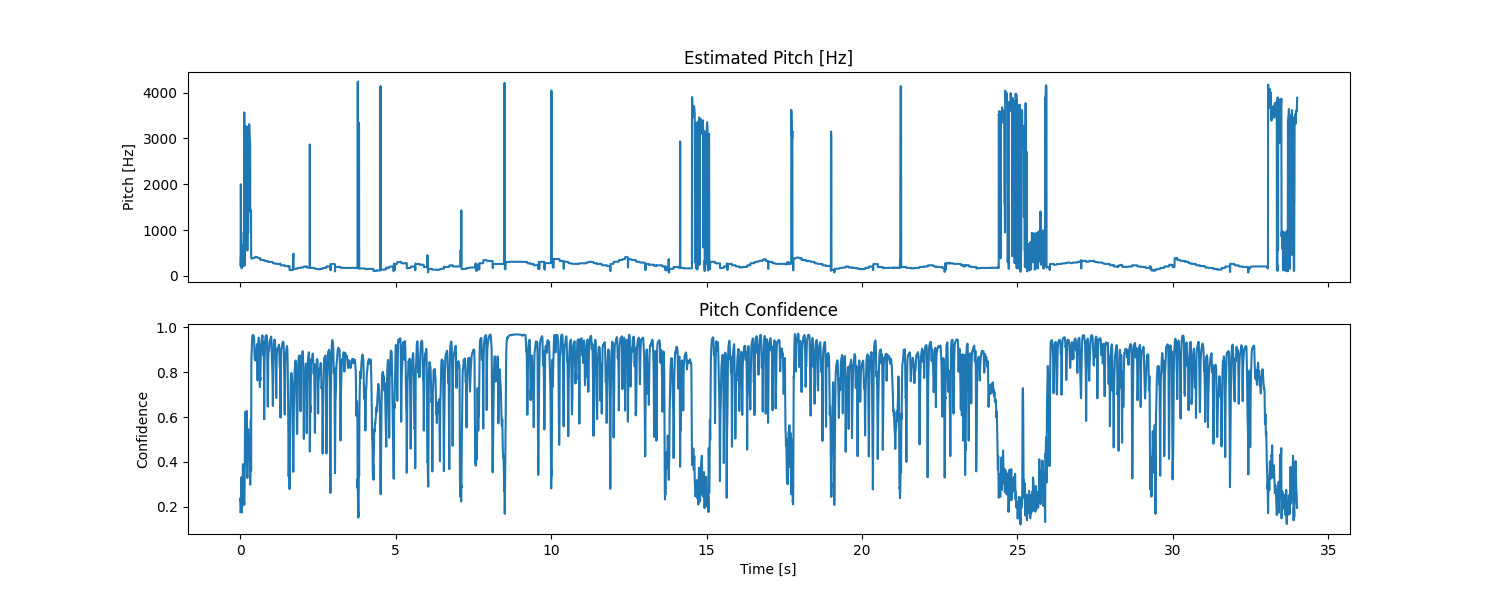 Estimated Pitch [Hz]
4000
3000
2000
1000
0
Pitch [Hz]
Pitch Confidence
1.0
0.8
0.6
0.4
0.2
Confidence
0 5 10 15 20 25 30 35
Time [s]